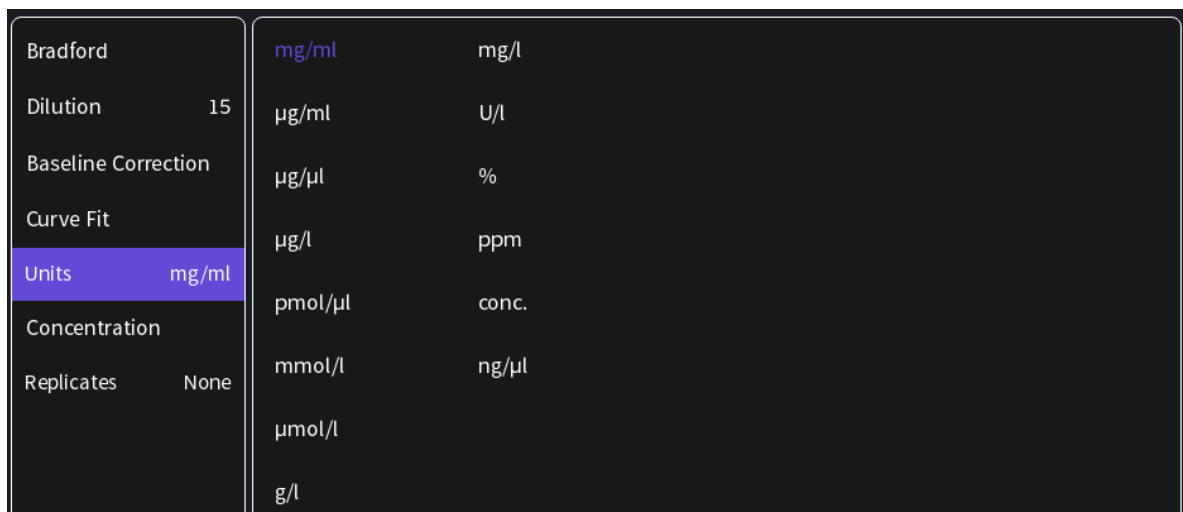 Bradford
Dilution 15
Baseline Correction
Curve Fit
Units mg/ml
Concentration
Replicates None
mg/ml mg/l
µg/ml U/l
µg/µl %
µg/l ppm
pmol/µl conc.
mmol/l ng/µl
µmol/l
g/l